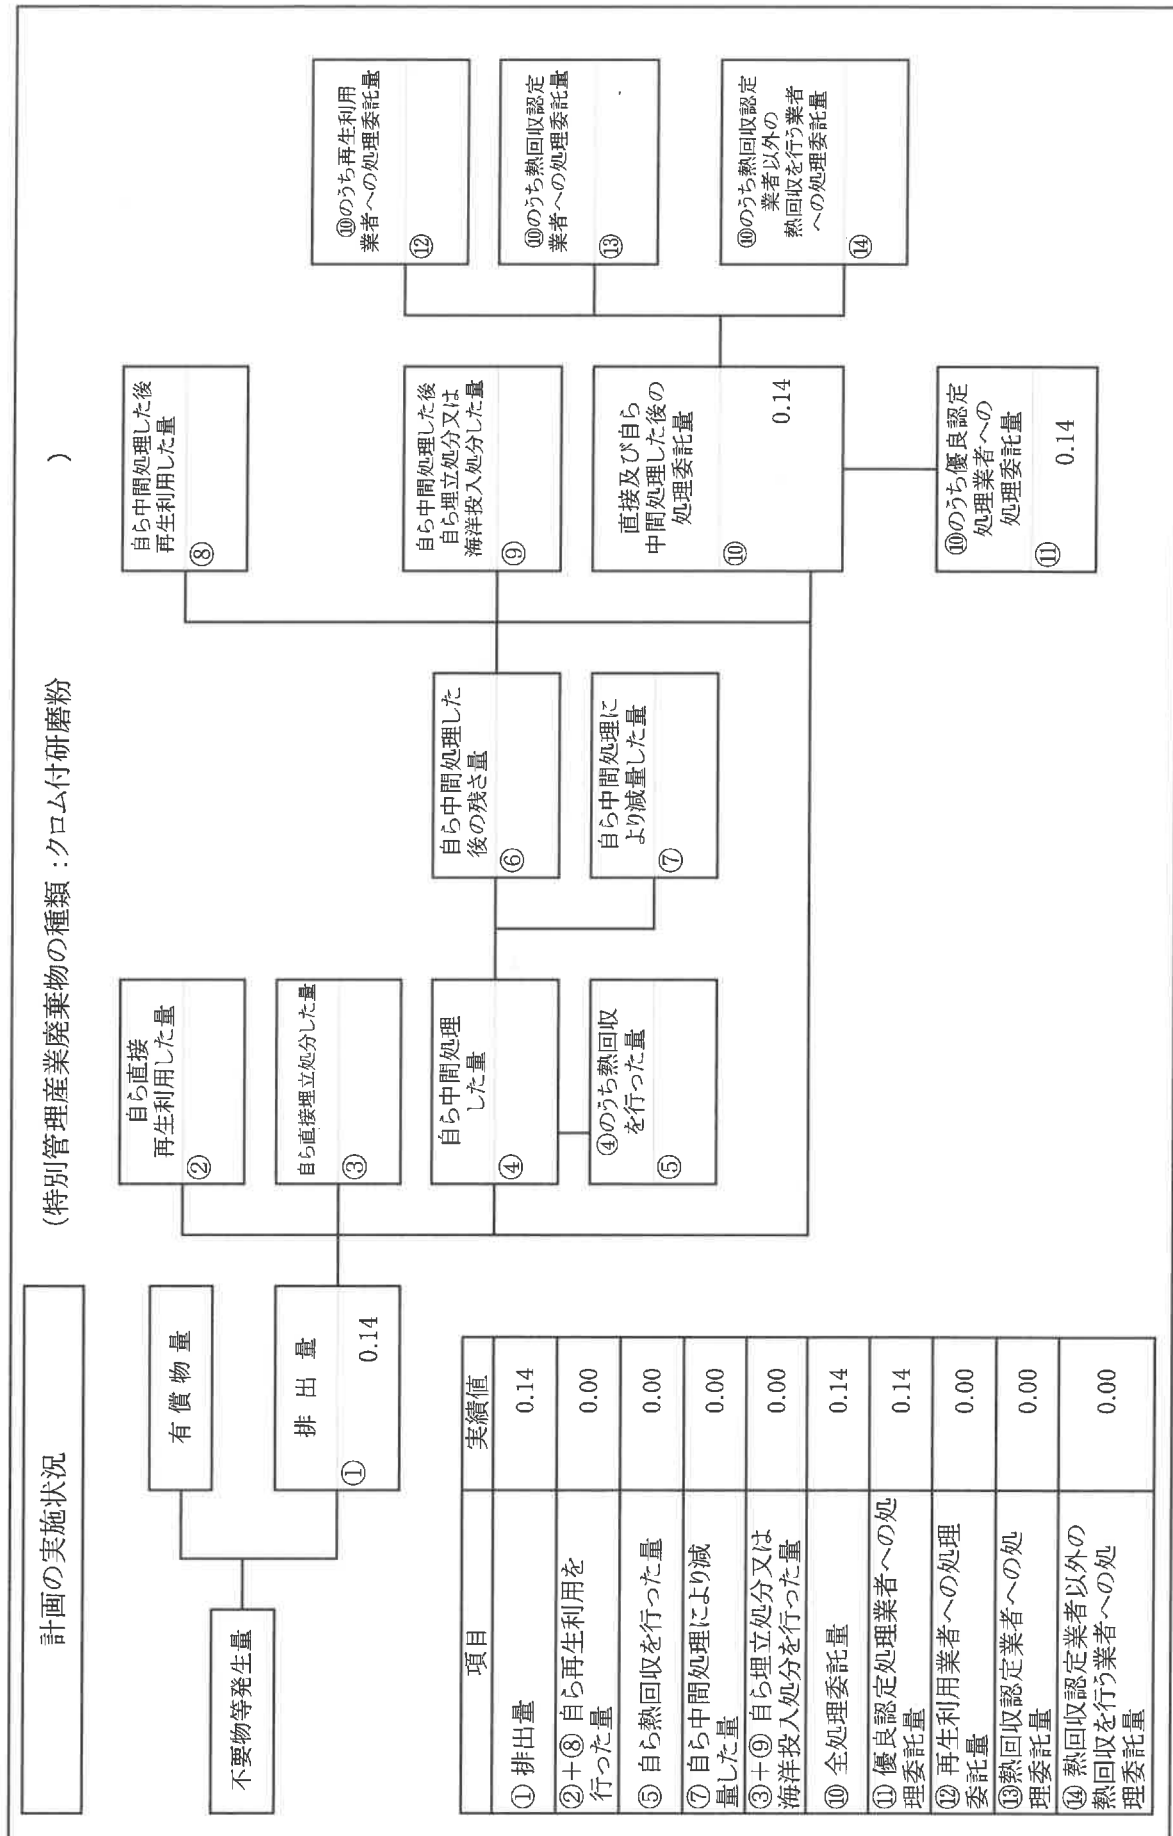 計画の実施状況
(特別管理産業廃棄物の種類：クロム付研磨粉
)
不要物等発生量
有 償 物 量
排 出 量
①
0.14
自ら直接
再生利用した量
②
自ら直接埋立処分した量
③
自ら中間処理
した量
④
④のうち熱回収
を行った量
⑤
自ら中間処理した
後の残さ量
⑥
自ら中間処理に
より減量した量
⑦
自ら中間処理した後
再生利用した量
⑧
自ら中間処理した後
自ら埋立処分又は
海洋投入処分した量
⑨
直接及び自ら
中間処理した後の
処理委託量
⑩
0.14
⑩のうち優良認定
処理業者への
処理委託量
⑪
0.14
⑩のうち再生利用
業者への処理委託量
⑫
⑩のうち熱回収認定
業者への処理委託量
⑬
⑩のうち熱回収認定
業者以外の
熱回収を行う業者
への処理委託量
⑭
項目
実績値
① 排出量
0.14
②＋⑧ 自ら再生利用を
行った量
0.00
⑤ 自ら熱回収を行った量
0.00
⑦ 自ら中間処理により減
量した量
0.00
③＋⑨ 自ら埋立処分又は
海洋投入処分を行った量
0.00
⑩ 全処理委託量
0.14
⑪ 優良認定処理業者への処
理委託量
0.14
⑫ 再生利用業者への処理
委託量
0.00
⑬熱回収認定業者への処
理委託量
0.00
⑭ 熱回収認定業者以外の
熱回収を行う業者への処
理委託量
0.00